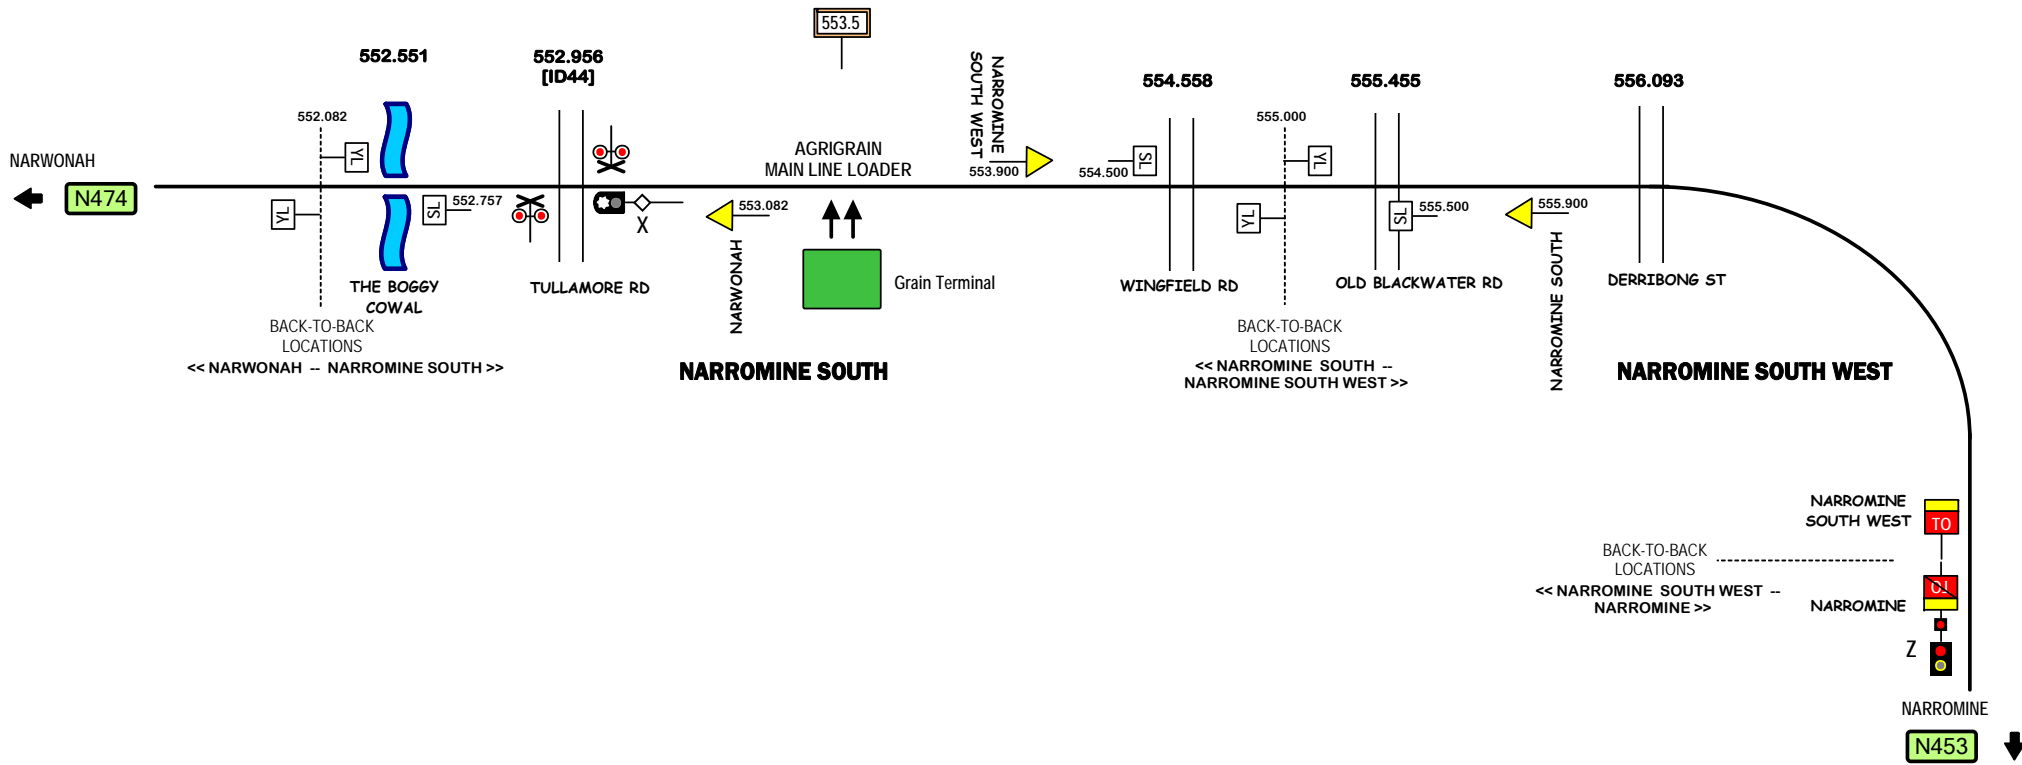 553.5
552.551
552.956
[ID44]
NARROMINE
SOUTH WEST
554.558
555.455
556.093
552.082
555.000
YL
NARWONAH
N474
YL
SL
552.757
X
553.082
NARWONAH
AGRIGRAIN
MAIN LINE LOADER
553.900
554.500
SL
YL
YL
SL
555.500
555.900
NARROMINE SOUTH
THE BOGGY
COWAL
TULLAMORE RD
Grain Terminal
WINGFIELD RD
OLD BLACKWATER RD
DERRIBONG ST
BACK-TO-BACK
LOCATIONS
<< NARWONAH -- NARROMINE SOUTH >>
NARROMINE SOUTH
BACK-TO-BACK
LOCATIONS
<< NARROMINE SOUTH --
NARROMINE SOUTH WEST >>
NARROMINE SOUTH WEST
NARROMINE
SOUTH WEST
TO
BACK-TO-BACK
LOCATIONS
<< NARROMINE SOUTH WEST --
NARROMINE >>
TO
NARROMINE
Z
NARROMINE
N453